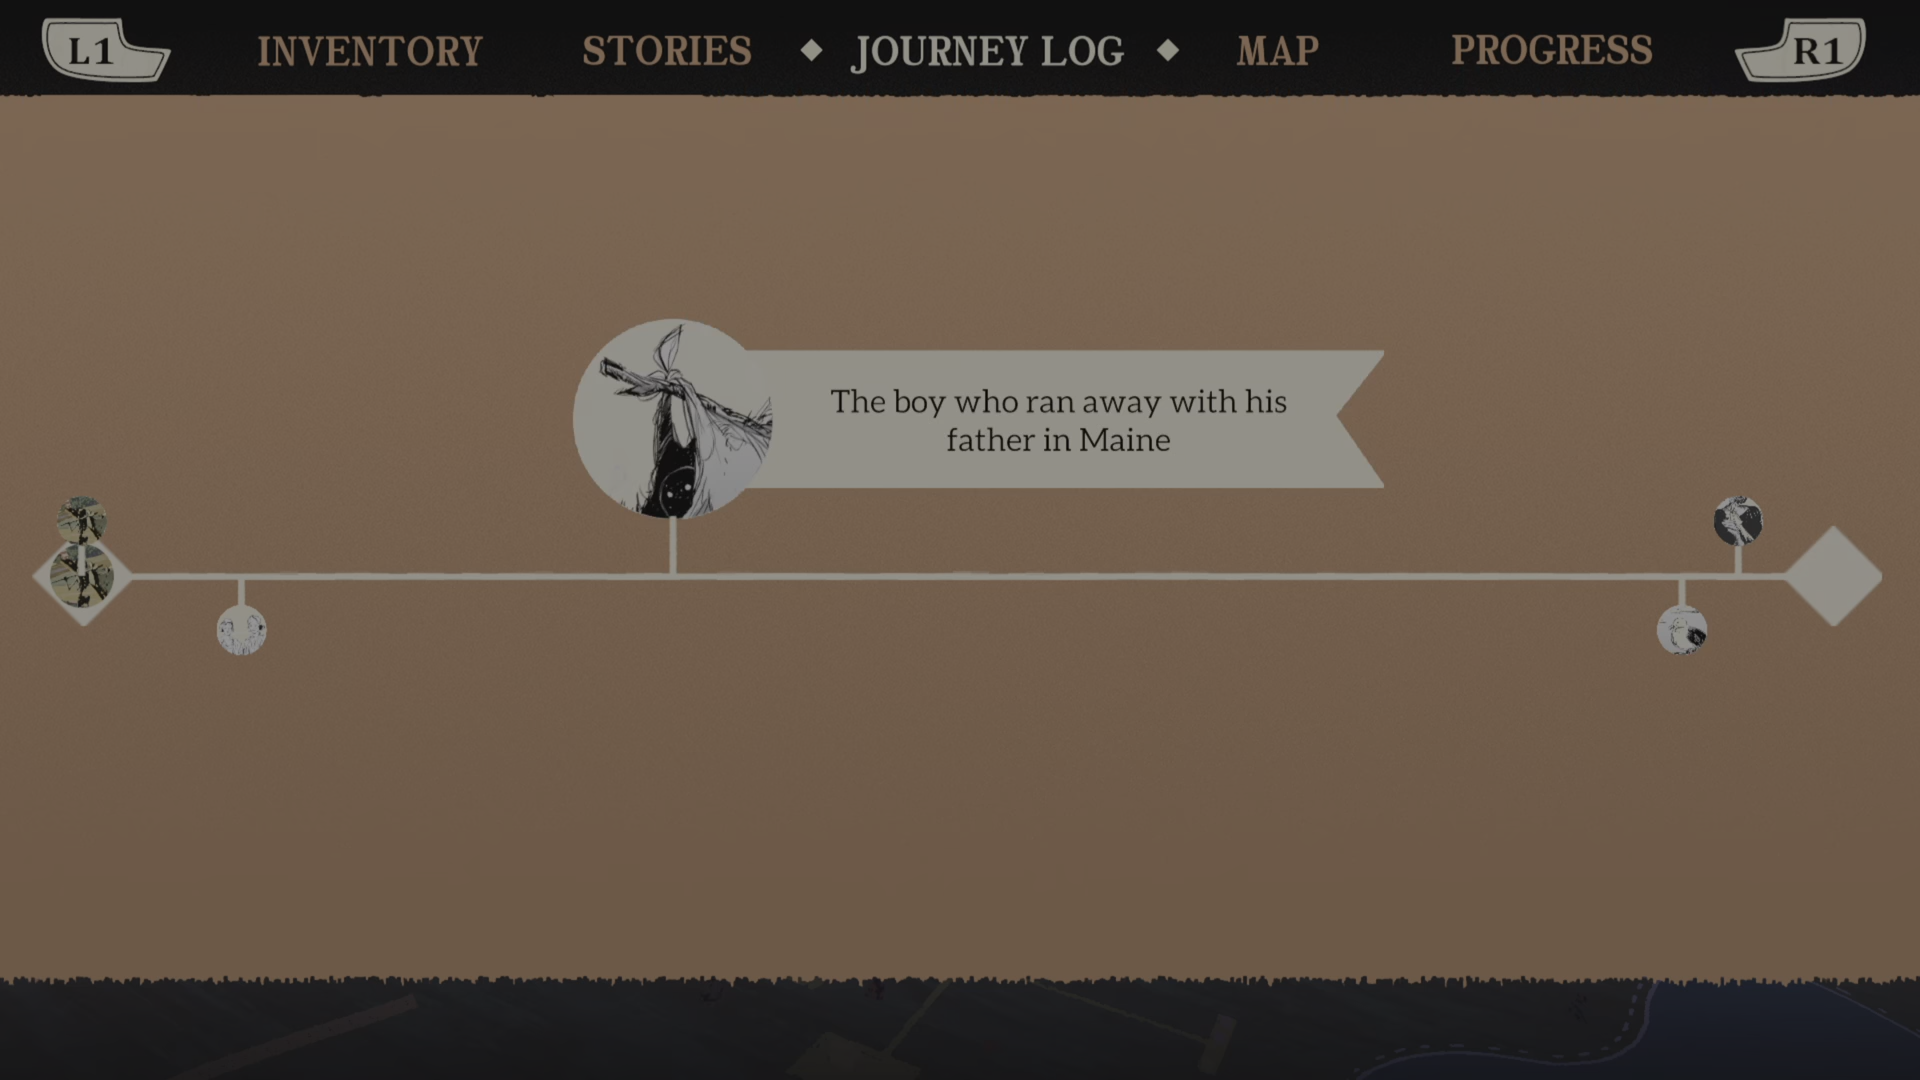 L1 INVENTORY STORIES JOURNEY LOG MAP PROGRESS R1
The boy who ran away with his
father in Maine